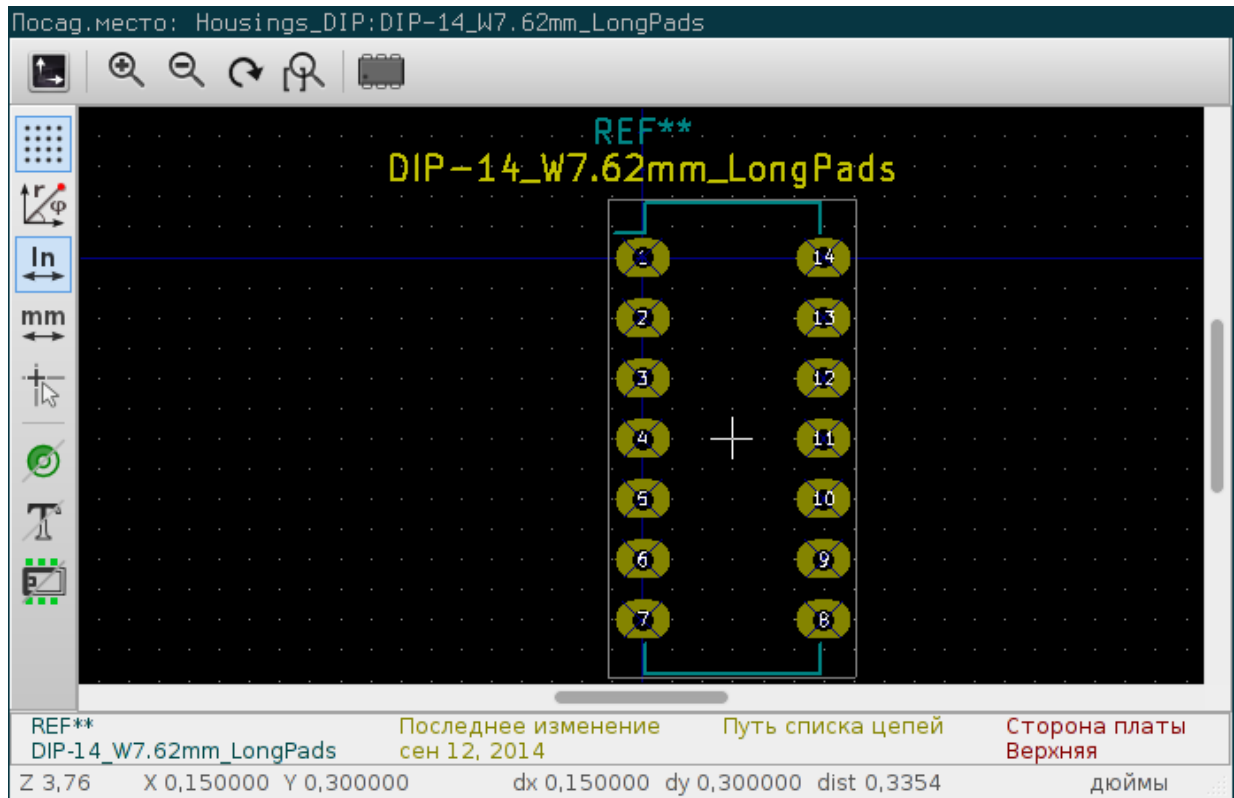 Посад.место: Housings_DIP:DIP-14_W7.62mm_LongPads
REF**
DIP-14_W7.62mm_LongPads
r
φ
In
mm
1 14
2 13
3 12
4 11
5 10
6 9
7 8
REF** Последнее изменение Путь списка цепей Сторона платы
DIP-14_W7.62mm_LongPads сен 12, 2014 Верхняя
Z 3,76 X 0,150000 Y 0,300000 dx 0,150000 dy 0,300000 dist 0,3354 дюймы